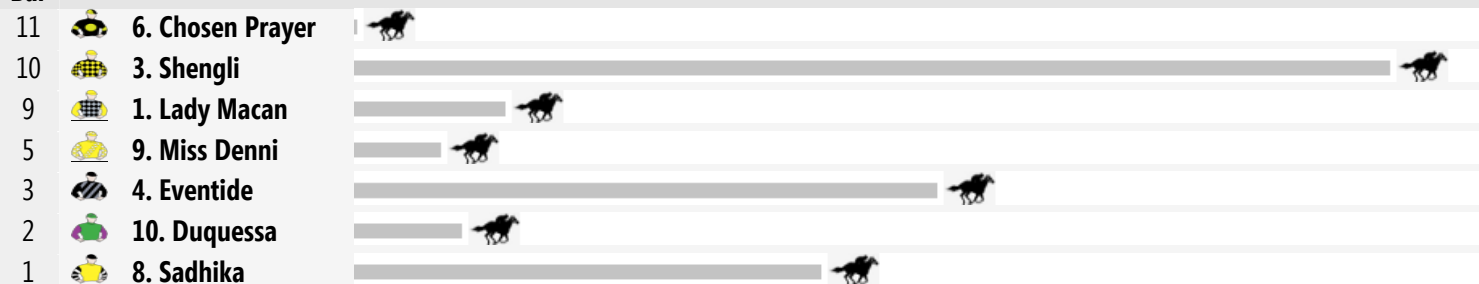 11 6. Chosen Prayer
10 3. Shengli
9 1. Lady Macan
5 9. Miss Denni
3 4. Eventide
2 10. Duquessa
1 8. Sadhika